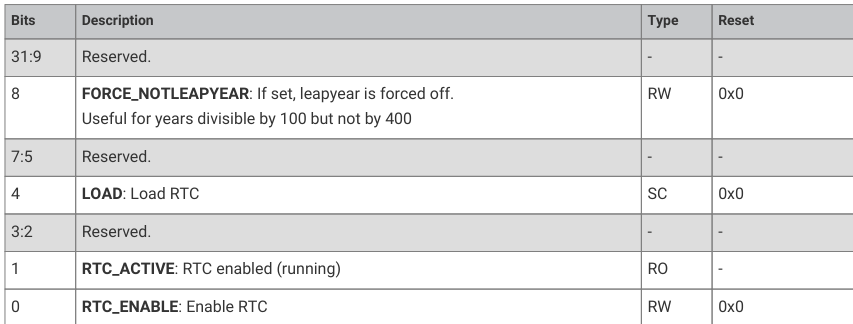 Bits Description Type Reset
31:9 Reserved. - -
8 FORCE_NOTLEAPYEAR: If set, leapyear is forced off. RW 0x0
Useful for years divisible by 100 but not by 400
7:5 Reserved. - -
4 LOAD: Load RTC SC 0x0
3:2 Reserved. - -
1 RTC_ACTIVE: RTC enabled (running) RO -
0 RTC_ENABLE: Enable RTC RW 0x0